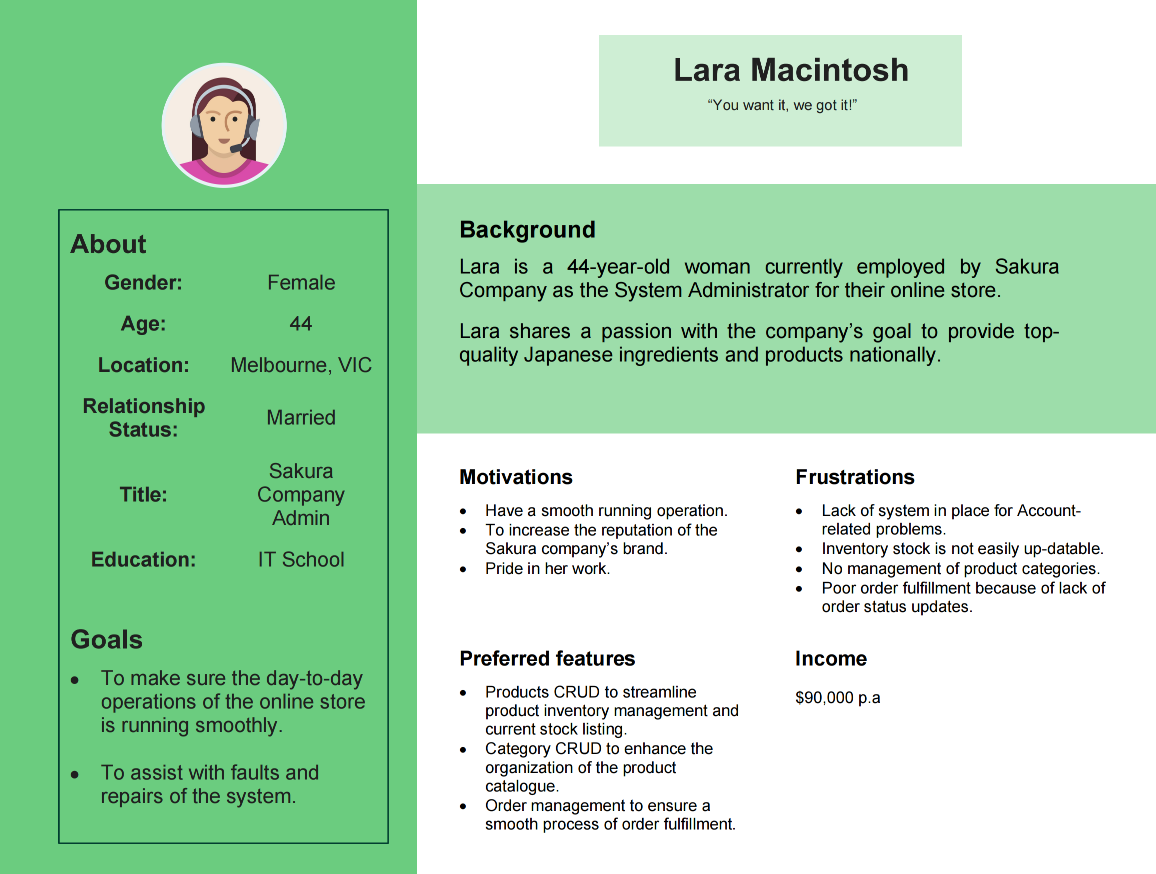 Lara Macintosh
“You want it, we got it!”
About
Gender: Female
Age: 44
Location: Melbourne, VIC
Relationship
Status:
Married
Title:
Sakura
Company
Admin
Education: IT School
Goals
• To make sure the day-to-day
operations of the online store
is running smoothly.
• To assist with faults and
repairs of the system.
Background
Lara is a 44-year-old woman currently employed by Sakura
Company as the System Administrator for their online store.
Lara shares a passion with the company’s goal to provide top-
quality Japanese ingredients and products nationally.
Motivations
• Have a smooth running operation.
• To increase the reputation of the
Sakura company’s brand.
• Pride in her work.
Frustrations
• Lack of system in place for Account-
related problems.
• Inventory stock is not easily up-datable.
• No management of product categories.
• Poor order fulfillment because of lack of
order status updates.
Preferred features
• Products CRUD to streamline
product inventory management and
current stock listing.
• Category CRUD to enhance the
organization of the product
catalogue.
• Order management to ensure a
smooth process of order fulfillment.
Income
$90,000 p.a